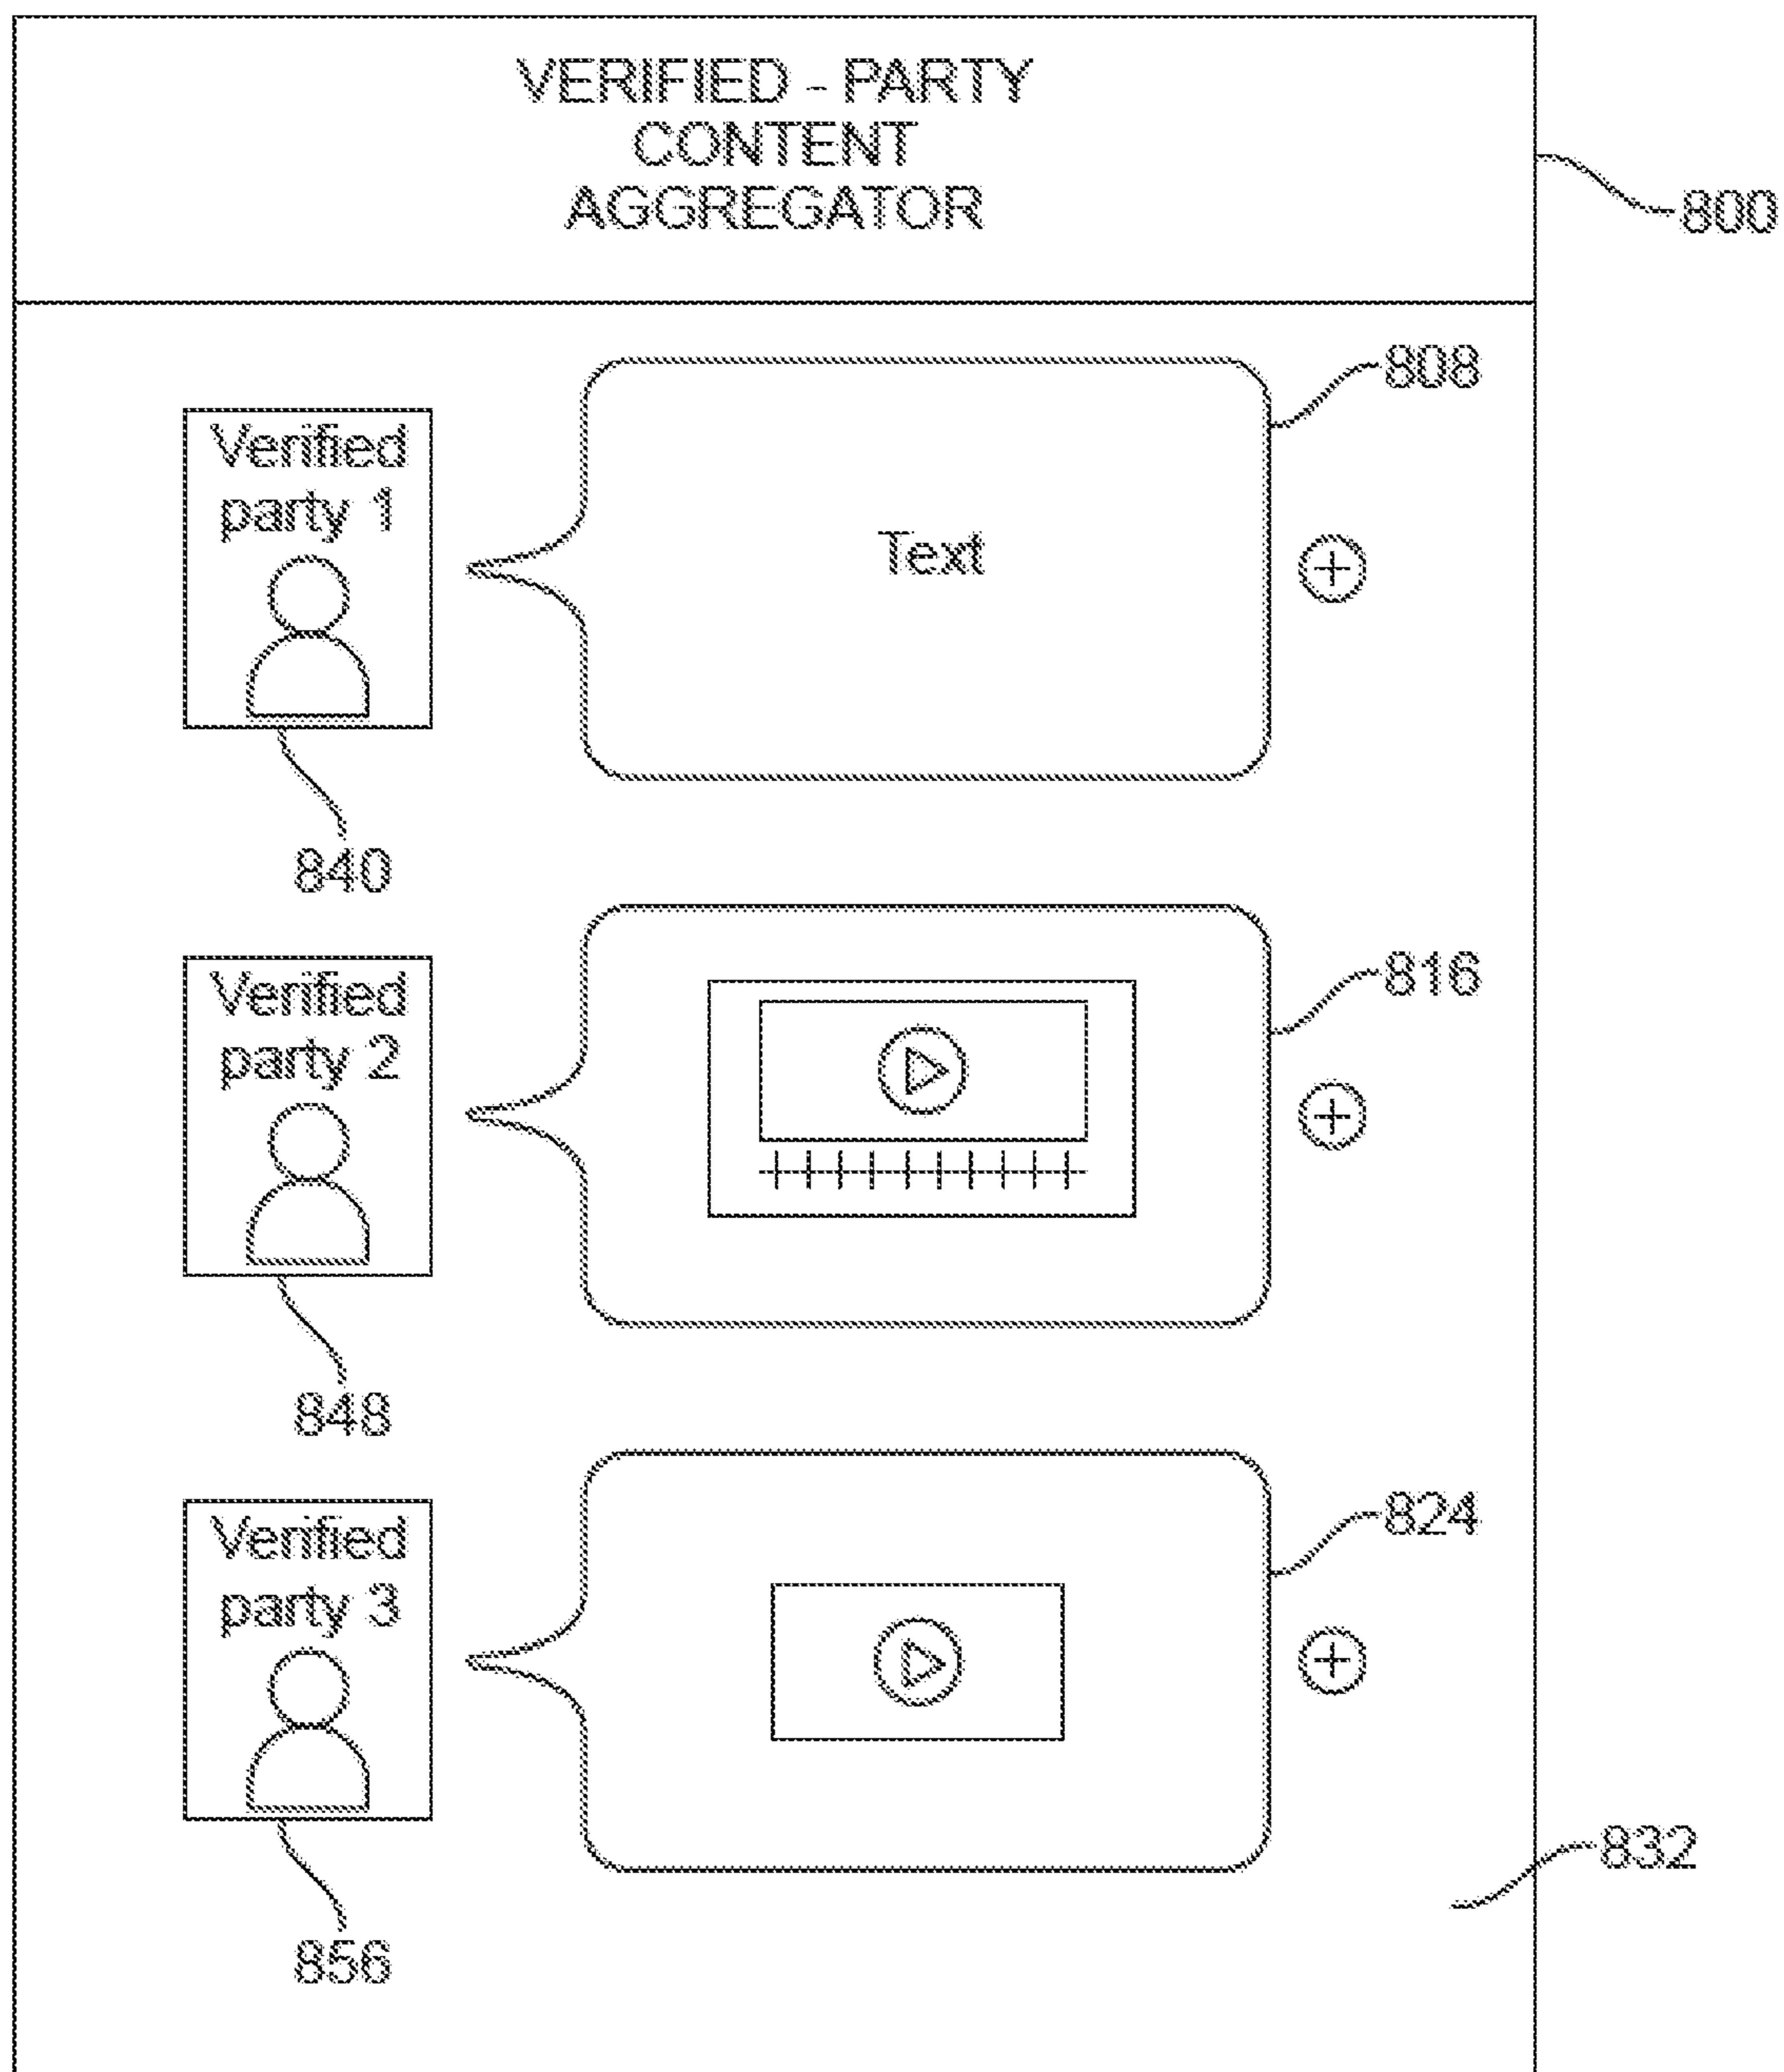 VERIFIED - PARTY
CONTENT
AGGREGATOR
800
808
Verified
party 1
Text
840
816
Verified
party 2
848
824
Verified
party 3
832
856